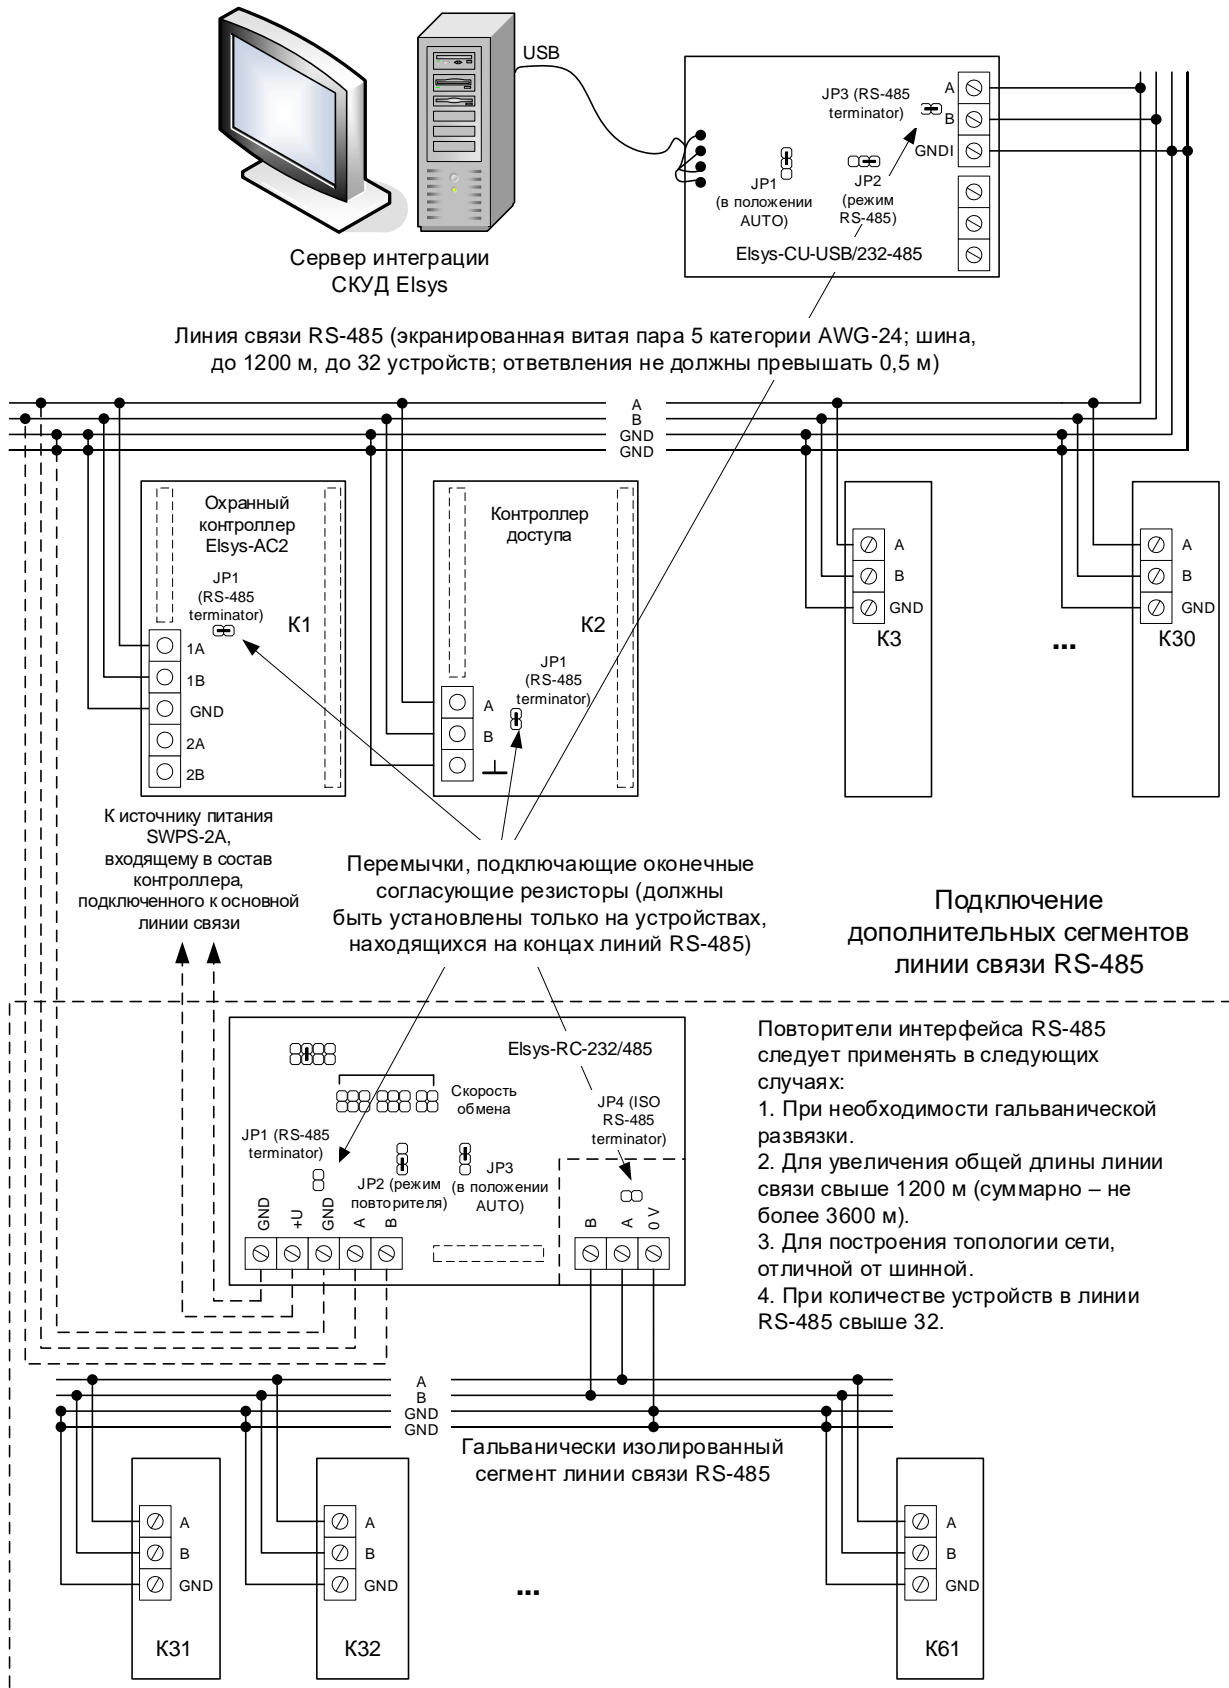 USB
JP3 (RS-485
terminator)
A
B
GNDI
JP1
(в положении
AUTO)
JP2
(режим
RS-485)
Elsys-CU-USB/232-485
Сервер интеграции
СКУД Elsys
Линия связи RS-485 (экранированная витая пара 5 категории AWG-24; шина,
до 1200 м, до 32 устройств; ответвления не должны превышать 0,5 м)
A
B
GND
GND
Охранный
контроллер
Elsys-AC2
JP1
(RS-485
terminator)
К1
1A
1B
GND
2A
2B
Контроллер
доступа
К2
JP1
(RS-485
terminator)
A
B
A
B
GND
К3
...
A
B
GND
К30
К источнику питания
SWPS-2A,
входящему в состав
контроллера,
подключенного к основной
линии связи
Перемычки, подключающие оконечные
согласующие резисторы (должны
быть установлены только на устройствах,
находящихся на концах линий RS-485)
Подключение
дополнительных сегментов
линии связи RS-485
Elsys-RC-232/485
Скорость
обмена
JP1 (RS-485
terminator)
JP2 (режим
повторителя)
JP3
(в положении
AUTO)
JP4 (ISO
RS-485
terminator)
GND
+U
GND
A
B
B
A
0 V
Повторители интерфейса RS-485
следует применять в следующих
случаях:
1. При необходимости гальванической
развязки.
2. Для увеличения общей длины линии
связи свыше 1200 м (суммарно – не
более 3600 м).
3. Для построения топологии сети,
отличной от шинной.
4. При количестве устройств в линии
RS-485 свыше 32.
A
B
GND
GND
Гальванически изолированный
сегмент линии связи RS-485
A
B
GND
К31
A
B
GND
К32
...
A
B
GND
К61